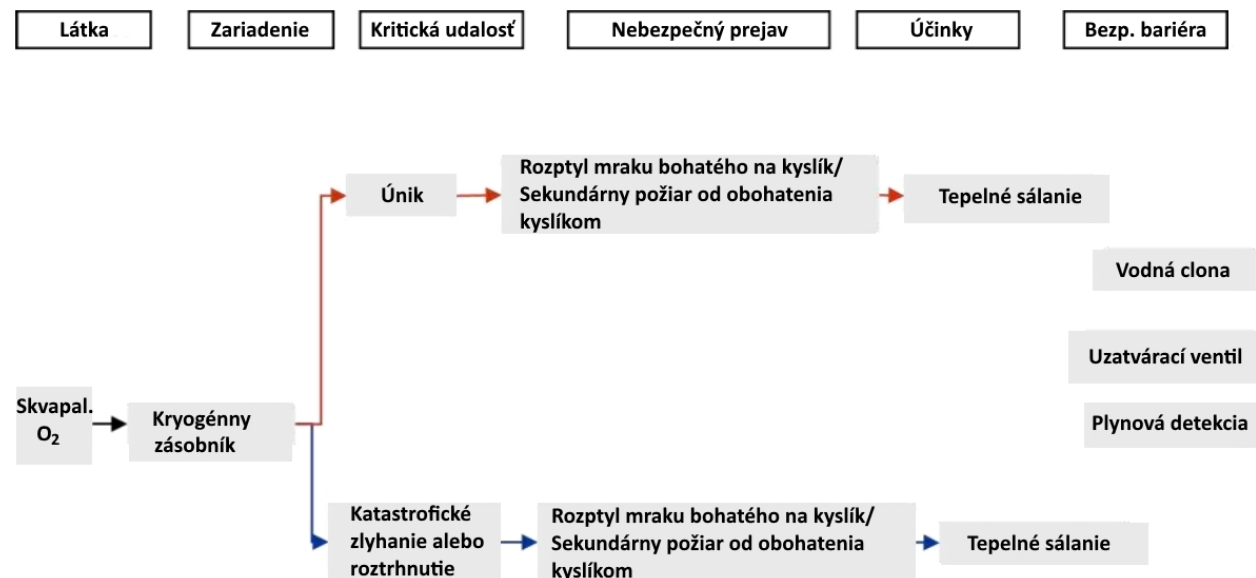 Látka
Zariadenie
Kritická udalosť
Nebezpečný prejav
Účinky
Bezp. bariéra
Únik
Rozptyl mraku bohatého na kyslík/
Sekundárny požiar od obohatenia
kyslíkom
Tepelné sálanie
Vodná clona
Uzatvárací ventil
Plynová detekcia
Skvapal.
O₂
Kryogénny
zásobník
Katastrofické
zlyhanie alebo
roztrhnutie
Rozptyl mraku bohatého na kyslík/
Sekundárny požiar od obohatenia
kyslíkom
Tepelné sálanie